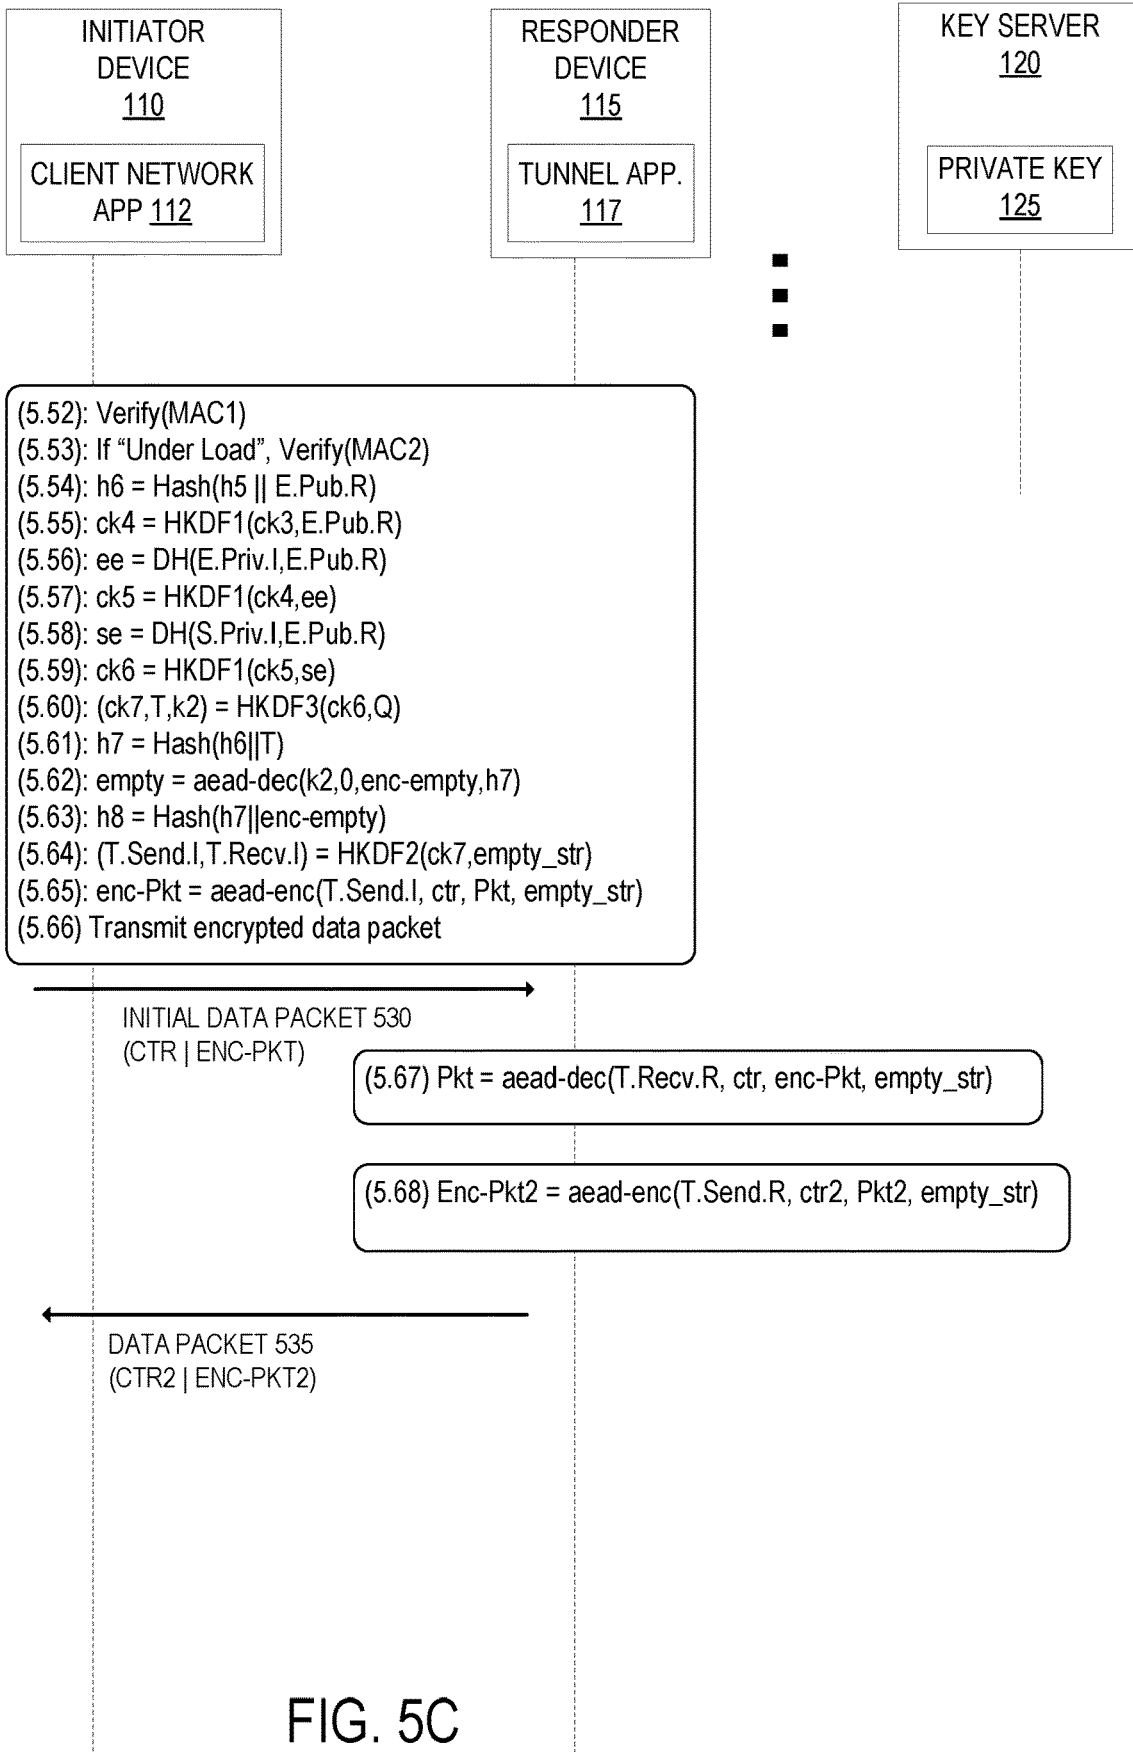 INITIATOR
DEVICE
110
CLIENT NETWORK
APP 112
RESPONDER
DEVICE
115
TUNNEL APP.
117
KEY SERVER
120
PRIVATE KEY
125
(5.52): Verify(MAC1)
(5.53): If “Under Load”, Verify(MAC2)
(5.54): h6 = Hash(h5 || E.Pub.R)
(5.55): ck4 = HKDF1(ck3,E.Pub.R)
(5.56): ee = DH(E.Priv.I,E.Pub.R)
(5.57): ck5 = HKDF1(ck4,ee)
(5.58): se = DH(S.Priv.I,E.Pub.R)
(5.59): ck6 = HKDF1(ck5,se)
(5.60): (ck7,T,k2) = HKDF3(ck6,Q)
(5.61): h7 = Hash(h6||T)
(5.62): empty = aead-dec(k2,0,enc-empty,h7)
(5.63): h8 = Hash(h7||enc-empty)
(5.64): (T.Send.I,T.Recv.I) = HKDF2(ck7,empty_str)
(5.65): enc-Pkt = aead-enc(T.Send.I, ctr, Pkt, empty_str)
(5.66) Transmit encrypted data packet
INITIAL DATA PACKET 530
(CTR | ENC-PKT)
(5.67) Pkt = aead-dec(T.Recv.R, ctr, enc-Pkt, empty_str)
(5.68) Enc-Pkt2 = aead-enc(T.Send.R, ctr2, Pkt2, empty_str)
DATA PACKET 535
(CTR2 | ENC-PKT2)
FIG. 5C